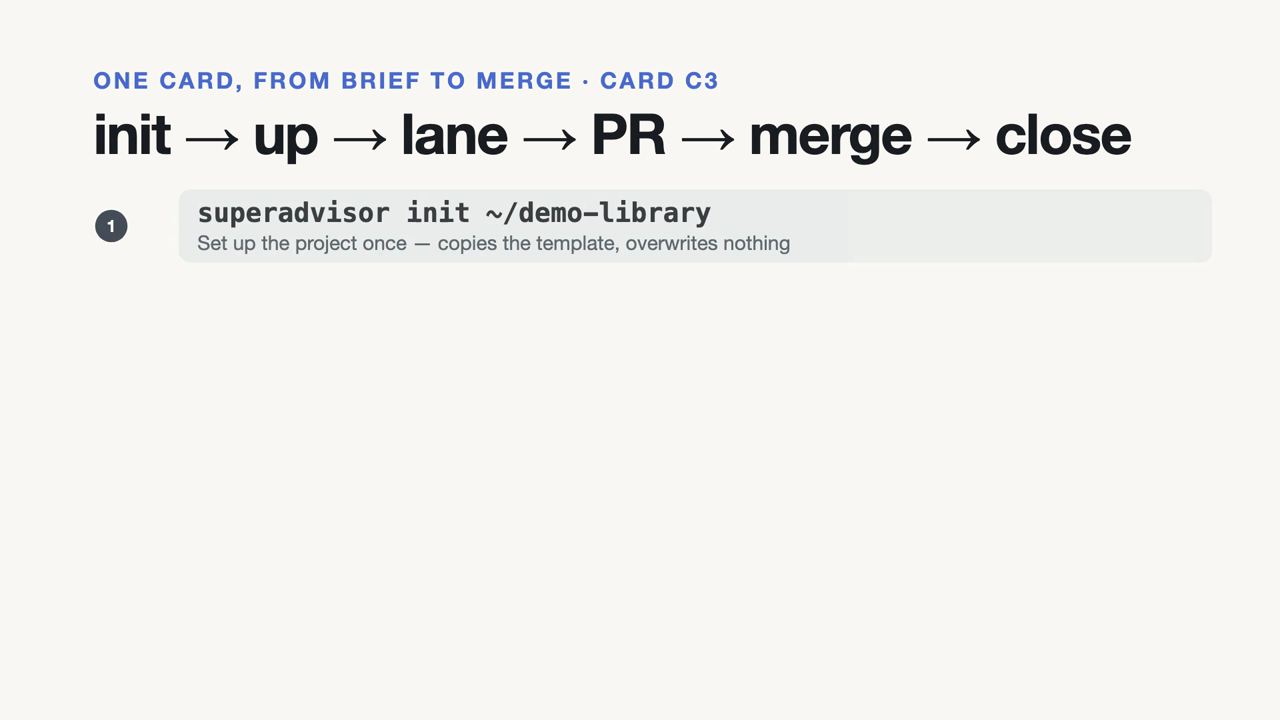 ONE CARD, FROM BRIEF TO MERGE · CARD C3
init → up → lane → PR → merge → close
1
superadvisor init ~/demo-library
Set up the project once — copies the template, overwrites nothing